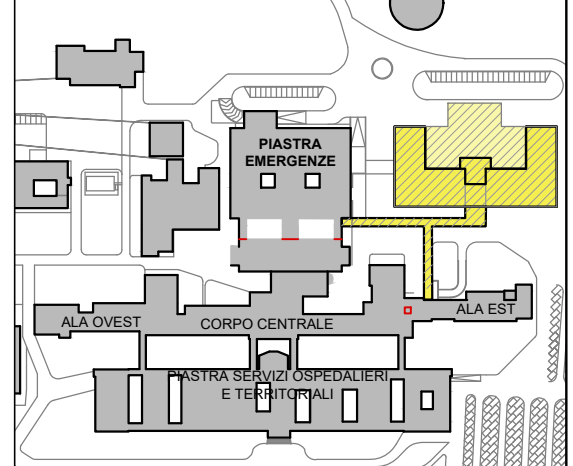 PIASTRA
EMERGENZE
ALA OVEST
CORPO CENTRALE
ALA EST
PIASTRA SERVIZI OSPEDALIERI
E TERRITORIALI